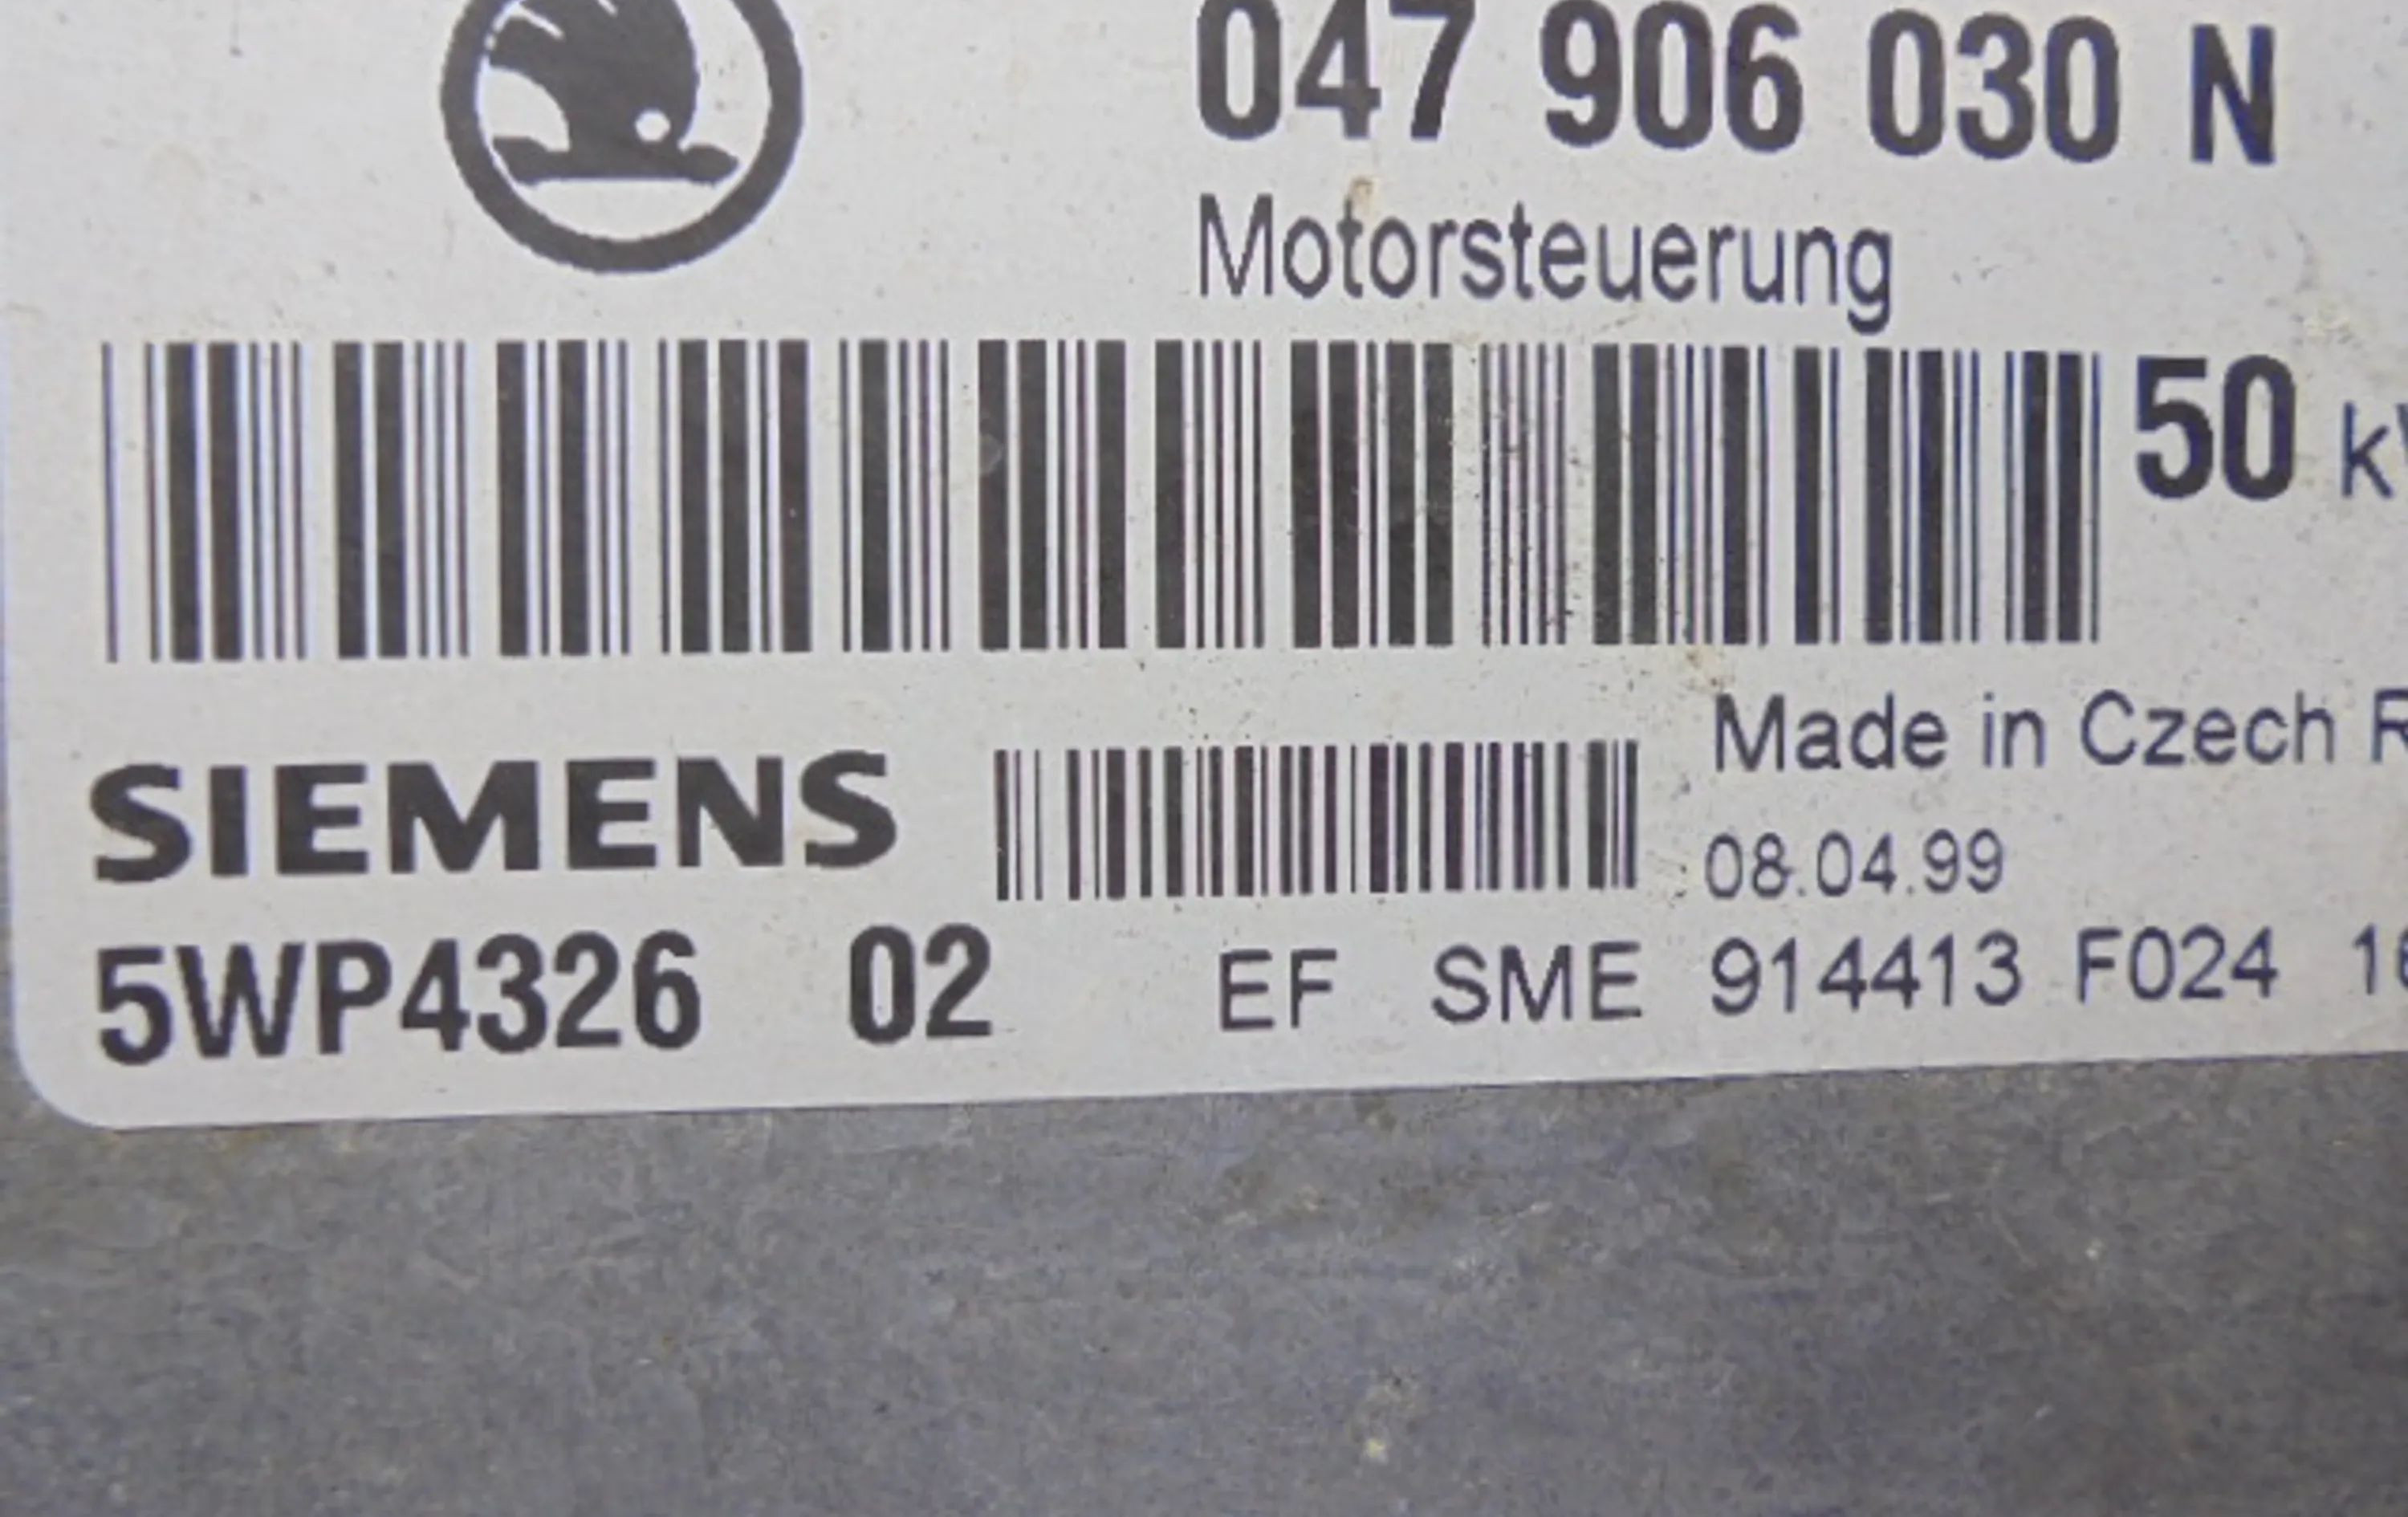 047 906 030 N
Motorsteuerung
50
SIEMENS
Made in Czech
08.04.99
5WP4326 02 EF SME 914413 F024